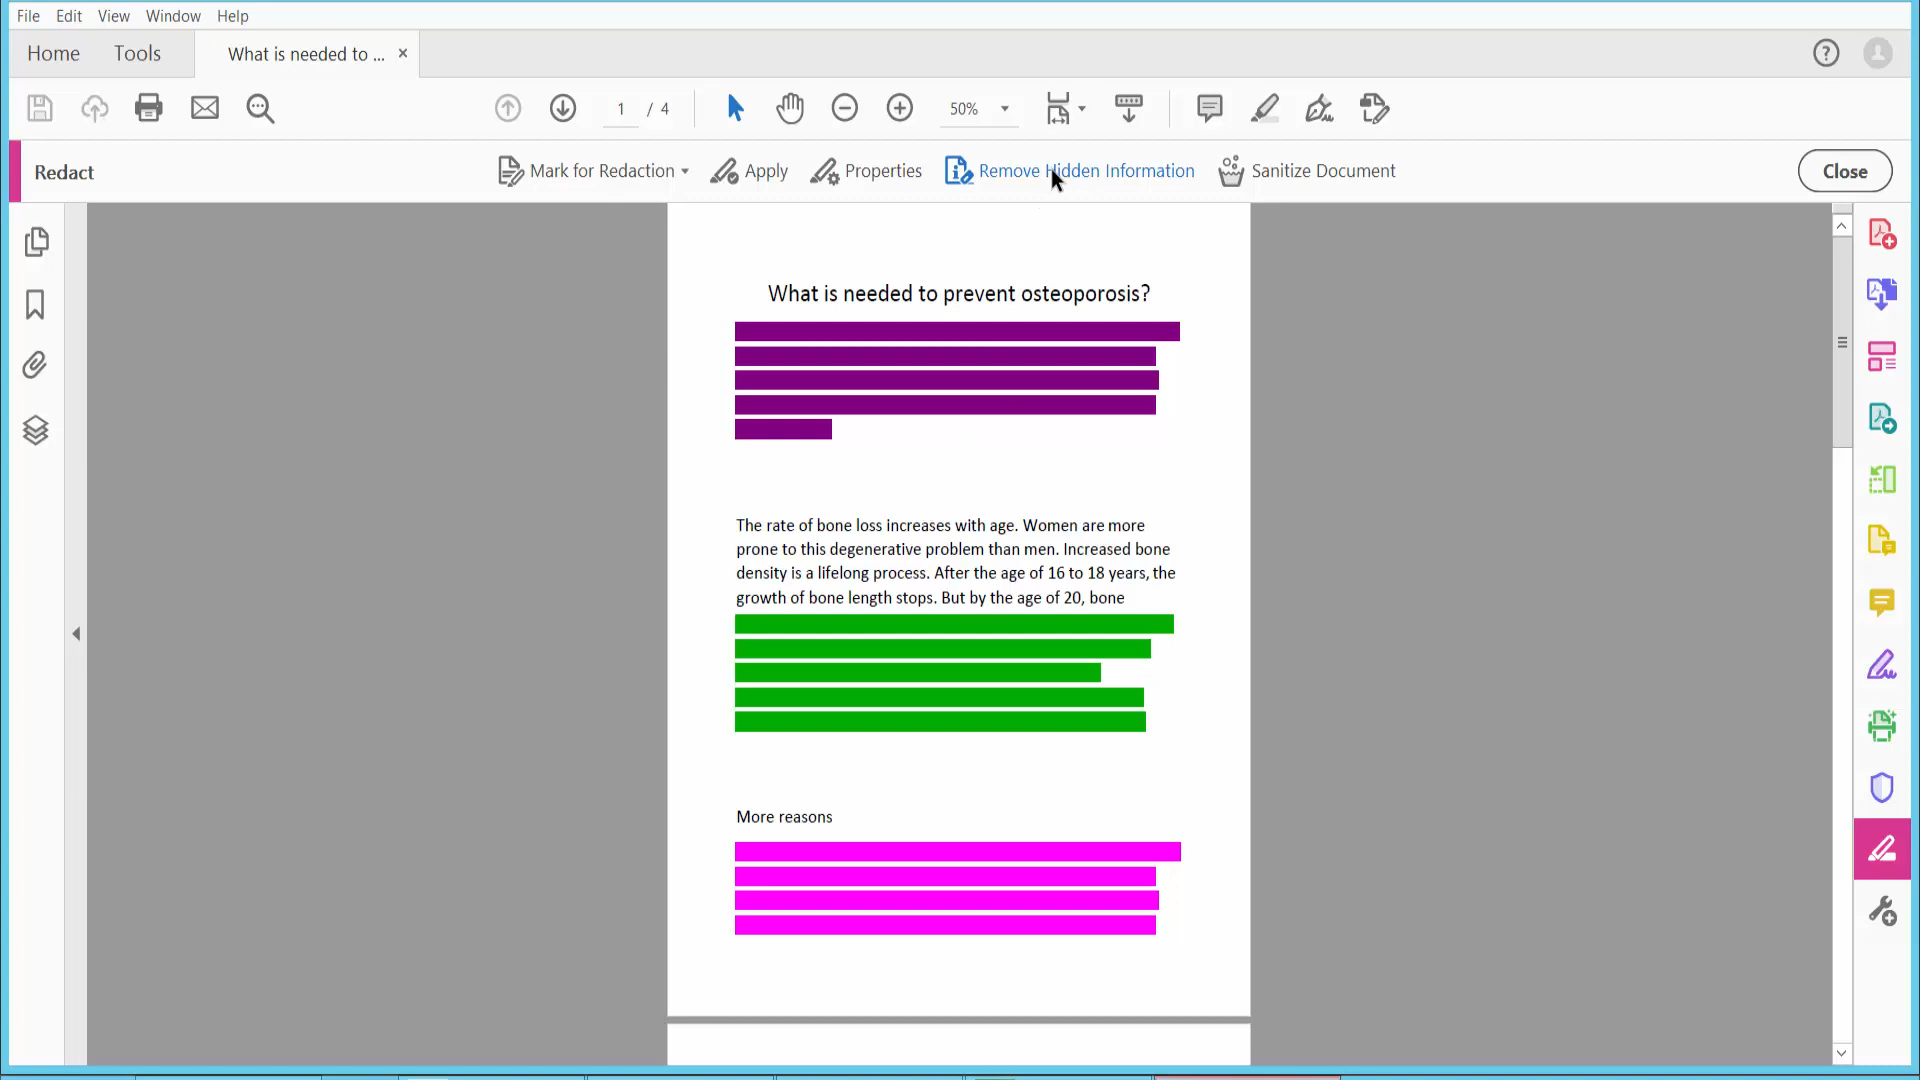 File Edit View Window Help
Home Tools What is needed to ... ×
1 / 4 50%
Redact Mark for Redaction Apply Properties Remove Hidden Information Sanitize Document Close
What is needed to prevent osteoporosis?
The rate of bone loss increases with age. Women are more
prone to this degenerative problem than men. Increased bone
density is a lifelong process. After the age of 16 to 18 years, the
growth of bone length stops. But by the age of 20, bone
More reasons